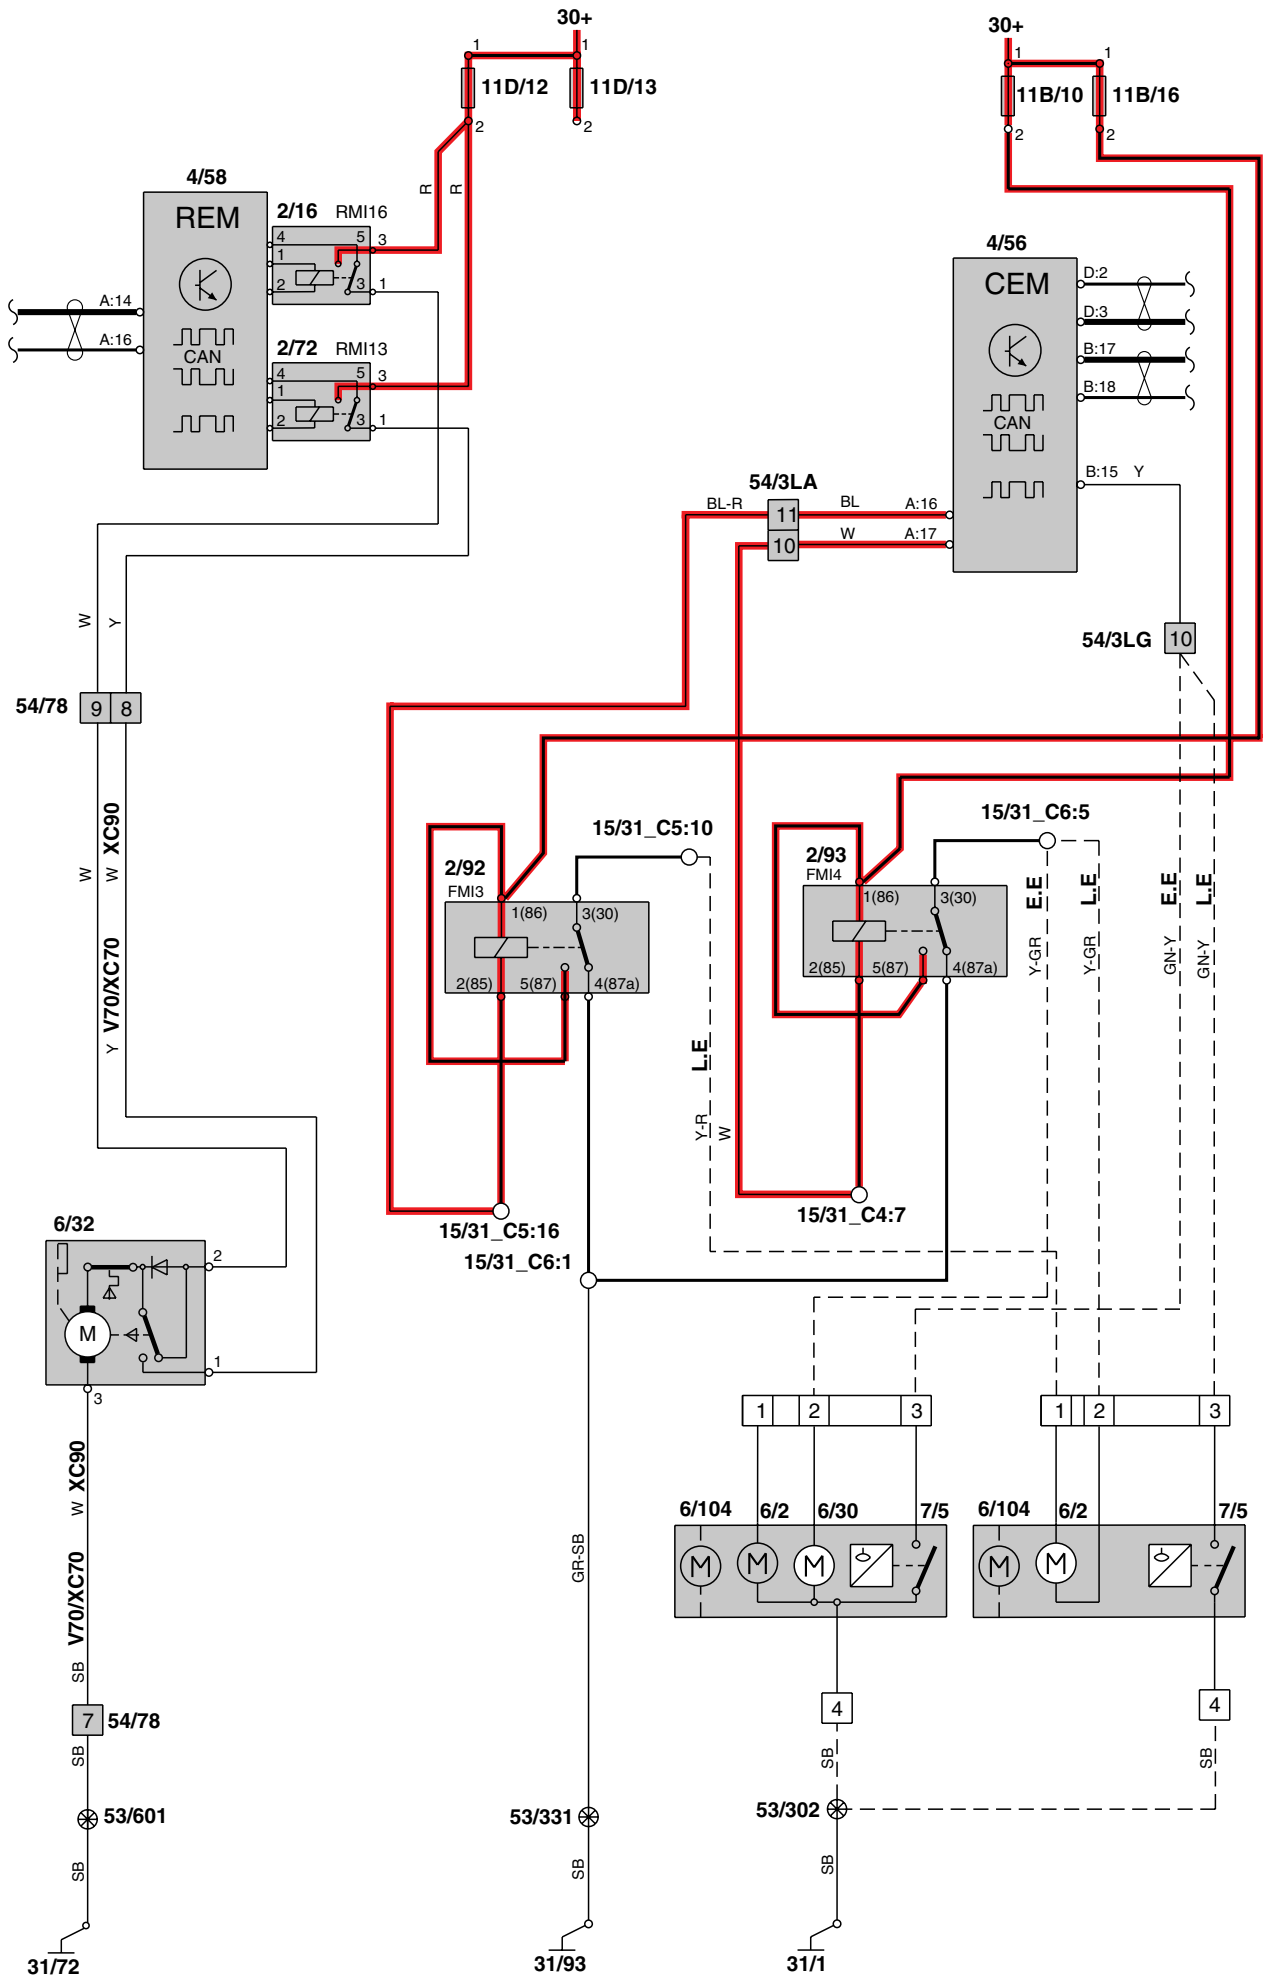 30+
1 1
11D/12 11D/13
2 2
30+
1 1
11B/10 11B/16
2 2
R R
4/58
REM
CAN
A:14
A:16
2/16 RMI16
4 5 3
1
2 3 1
2/72 RMI13
4 5 3
1
2 3 1
4/56
CEM
CAN
D:2
D:3
B:17
B:18
B:15 Y
54/3LA
BL-R 11 BL A:16
10 W A:17
54/3LG 10
W Y
54/78 9 8
W
W XC90
Y V70/XC70
15/31_C5:10
2/92
FMI3
1(86) 3(30)
2(85) 5(87) 4(87a)
15/31_C6:5
2/93
FMI4
1(86) 3(30)
2(85) 5(87) 4(87a)
E.E
Y-GR
L.E
Y-GR
E.E
GN-Y
L.E
GN-Y
L.E
Y-R
W
15/31_C5:16
15/31_C6:1
15/31_C4:7
6/32
2
M
1
3
1 2 3
1 2 3
W XC90
SB V70/XC70
GR-SB
6/104 6/2 6/30 7/5
M M M
6/104 6/2 7/5
M M
7 54/78
4 4
SB
SB
SB
53/601
53/331
53/302
SB
SB
SB
31/72
31/93
31/1